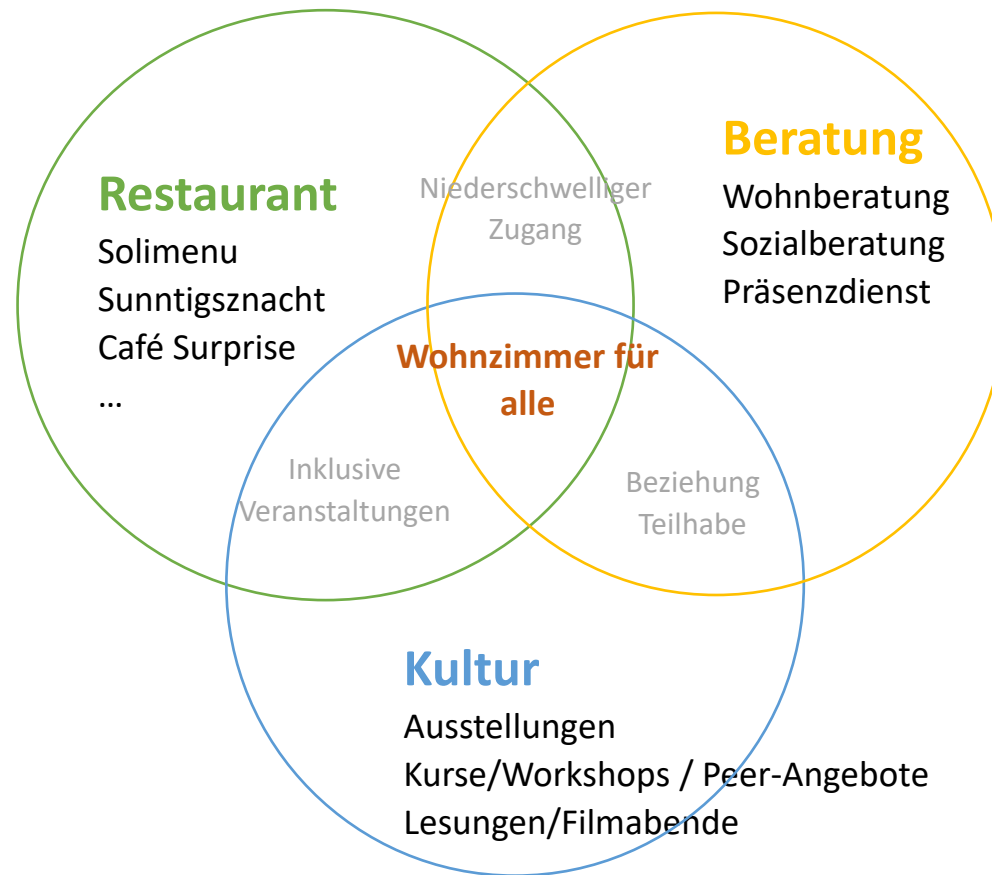 Restaurant
Solimenu
Sunntigsznacht
Café Surprise
...
Niederschwelliger
Zugang
Beratung
Wohnberatung
Sozialberatung
Präsenzdienst
Wohnzimmer für
alle
Inklusive
Veranstaltungen
Beziehung
Teilhabe
Kultur
Ausstellungen
Kurse/Workshops / Peer-Angebote
Lesungen/Filmabende